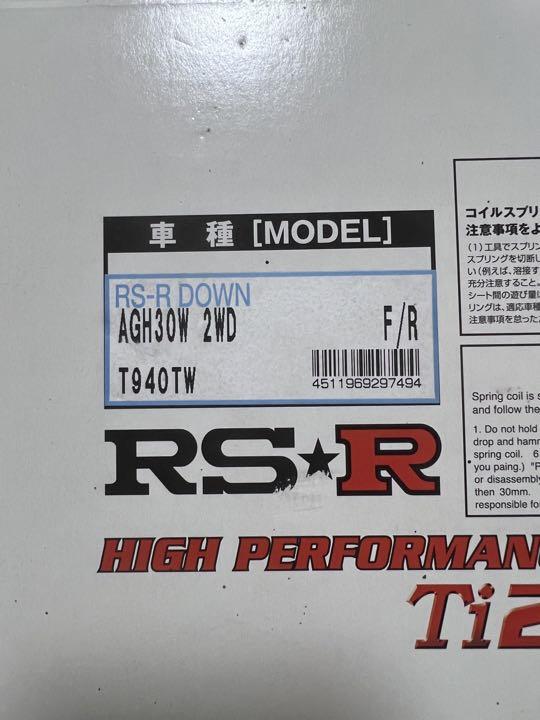 車種 [MODEL]
RS-R DOWN
AGH30W 2WD
F/R
T940TW
4511969297494
RS★R
HIGH PERFORMAN
Ti2
コイルスプリ
注意事項をよ
(1)工具でスプリン
スプリングを切断し
い(例えば、溶接す
充分注意すること。
シート間の遊び量
リングは、適応車種
注意事項を怠った
Spring coil is s
and follow the
1. Do not hold
drop and hamm
spring coil. 6
you paing.) "R
or disassembly
then 30mm.
responsible fo